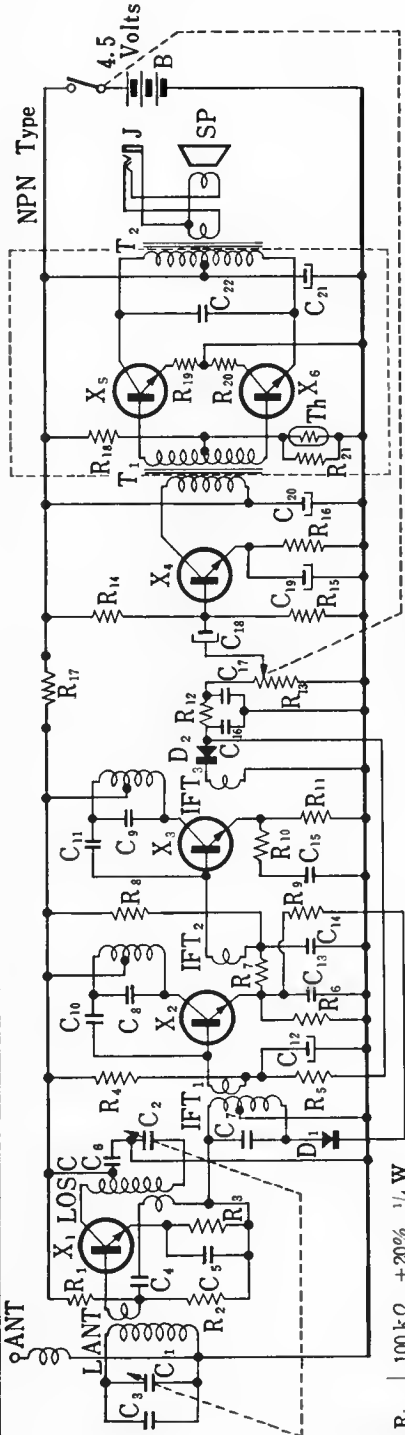 ANT
L ANT
C₃
C₁
R₁
X₁
R₂
C₄
C₅
R₃
LOSC
C₆
C₂
C₇
D₁
IFT₁
R₄
R₅
C₁₂
C₁₀
C₈
X₂
R₆
C₁₃
R₇
IFT₂
C₁₄
R₉
R₈
C₁₁
C₉
X₃
R₁₀
C₁₅
R₁₁
IFT₃
D₂
C₁₆
R₁₂
C₁₇
R₁₃
R₁₇
C₁₈
R₁₄
X₄
C₁₉
R₁₅
R₁₆
C₂₀
T₁
R₁₈
R₂₁
Th
X₅
R₁₉
R₂₀
X₆
C₂₂
C₂₁
T₂
J
SP
NPN Type
4.5
Volts
B
R₁ 100kΩ ±20% ¼W